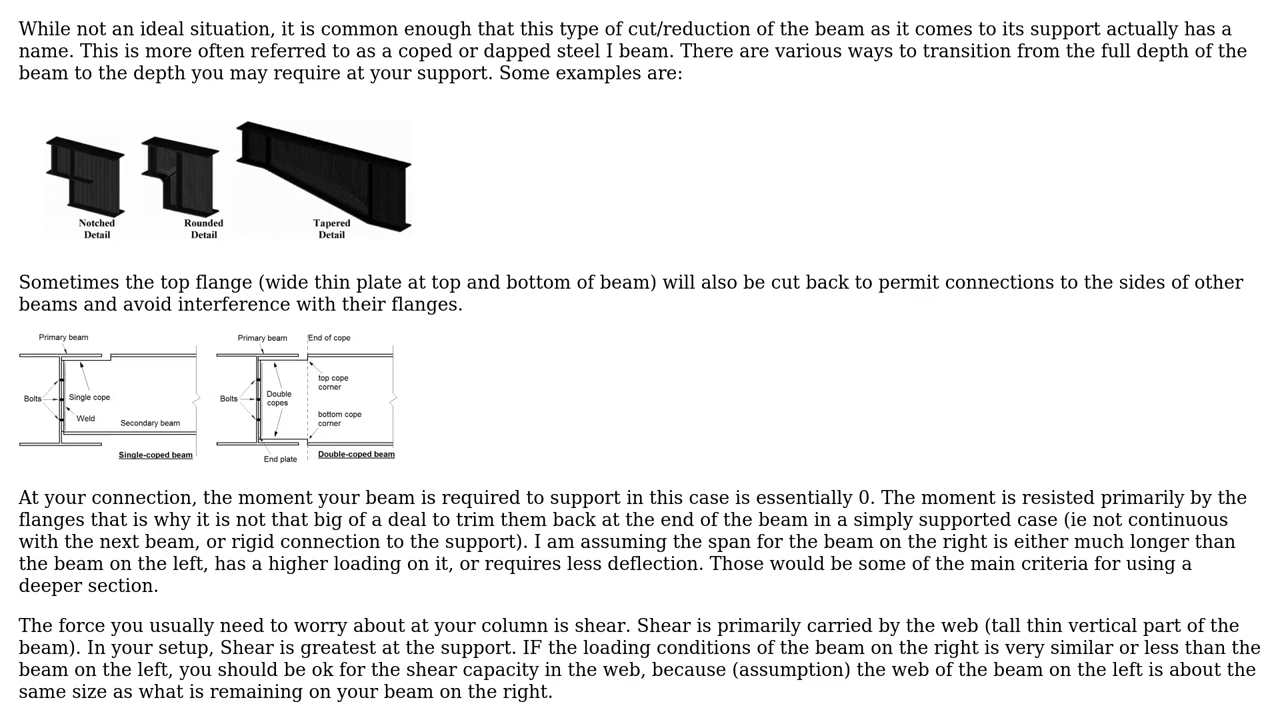 While not an ideal situation, it is common enough that this type of cut/reduction of the beam as it comes to its support actually has a
name. This is more often referred to as a coped or dapped steel I beam. There are various ways to transition from the full depth of the
beam to the depth you may require at your support. Some examples are:
Notched
Detail
Rounded
Detail
Tapered
Detail
Sometimes the top flange (wide thin plate at top and bottom of beam) will also be cut back to permit connections to the sides of other
beams and avoid interference with their flanges.
Primary beam
Bolts
Single cope
Weld
Secondary beam
Single-coped beam
Primary beam
End of cope
top cope
corner
Bolts
Double
copes
bottom cope
corner
End plate
Double-coped beam
At your connection, the moment your beam is required to support in this case is essentially 0. The moment is resisted primarily by the
flanges that is why it is not that big of a deal to trim them back at the end of the beam in a simply supported case (ie not continuous
with the next beam, or rigid connection to the support). I am assuming the span for the beam on the right is either much longer than
the beam on the left, has a higher loading on it, or requires less deflection. Those would be some of the main criteria for using a
deeper section.
The force you usually need to worry about at your column is shear. Shear is primarily carried by the web (tall thin vertical part of the
beam). In your setup, Shear is greatest at the support. IF the loading conditions of the beam on the right is very similar or less than the
beam on the left, you should be ok for the shear capacity in the web, because (assumption) the web of the beam on the left is about the
same size as what is remaining on your beam on the right.